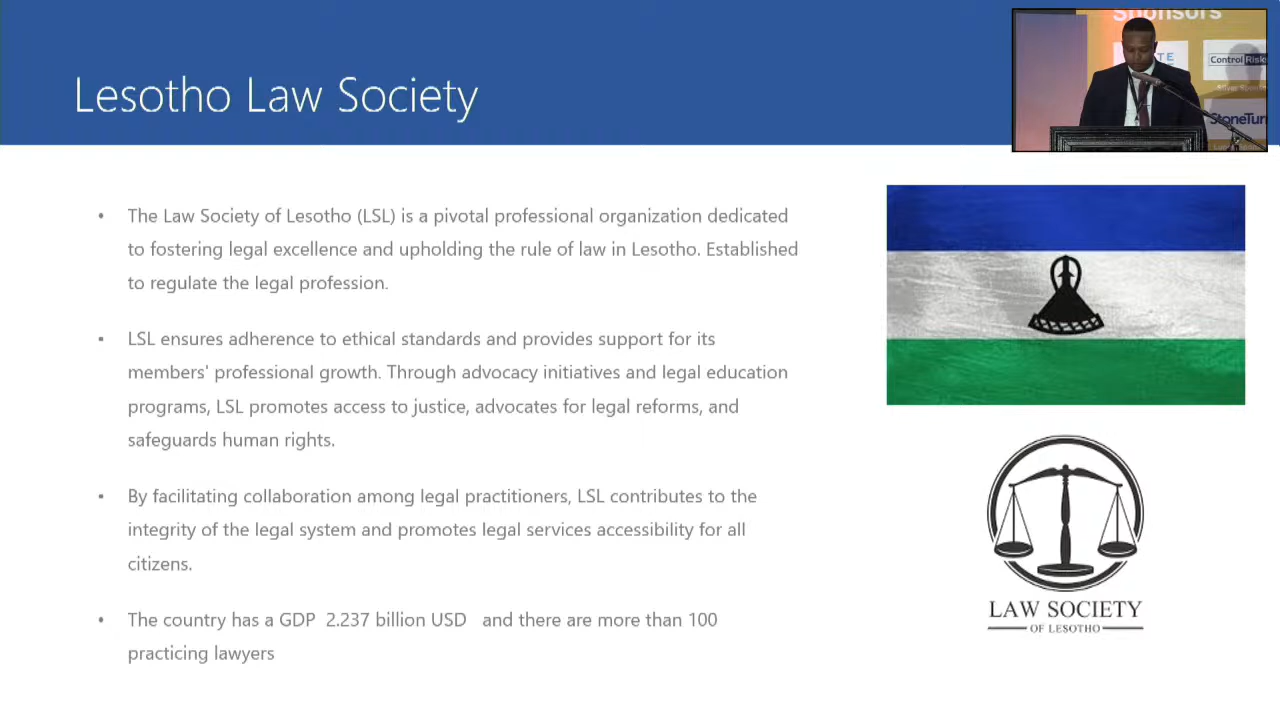 Sponsors
Control Risks
StoneTurn
Lesotho Law Society
• The Law Society of Lesotho (LSL) is a pivotal professional organization dedicated
to fostering legal excellence and upholding the rule of law in Lesotho. Established
to regulate the legal profession.
• LSL ensures adherence to ethical standards and provides support for its
members' professional growth. Through advocacy initiatives and legal education
programs, LSL promotes access to justice, advocates for legal reforms, and
safeguards human rights.
• By facilitating collaboration among legal practitioners, LSL contributes to the
integrity of the legal system and promotes legal services accessibility for all
citizens.
• The country has a GDP 2.237 billion USD and there are more than 100
practicing lawyers
LAW SOCIETY
OF LESOTHO